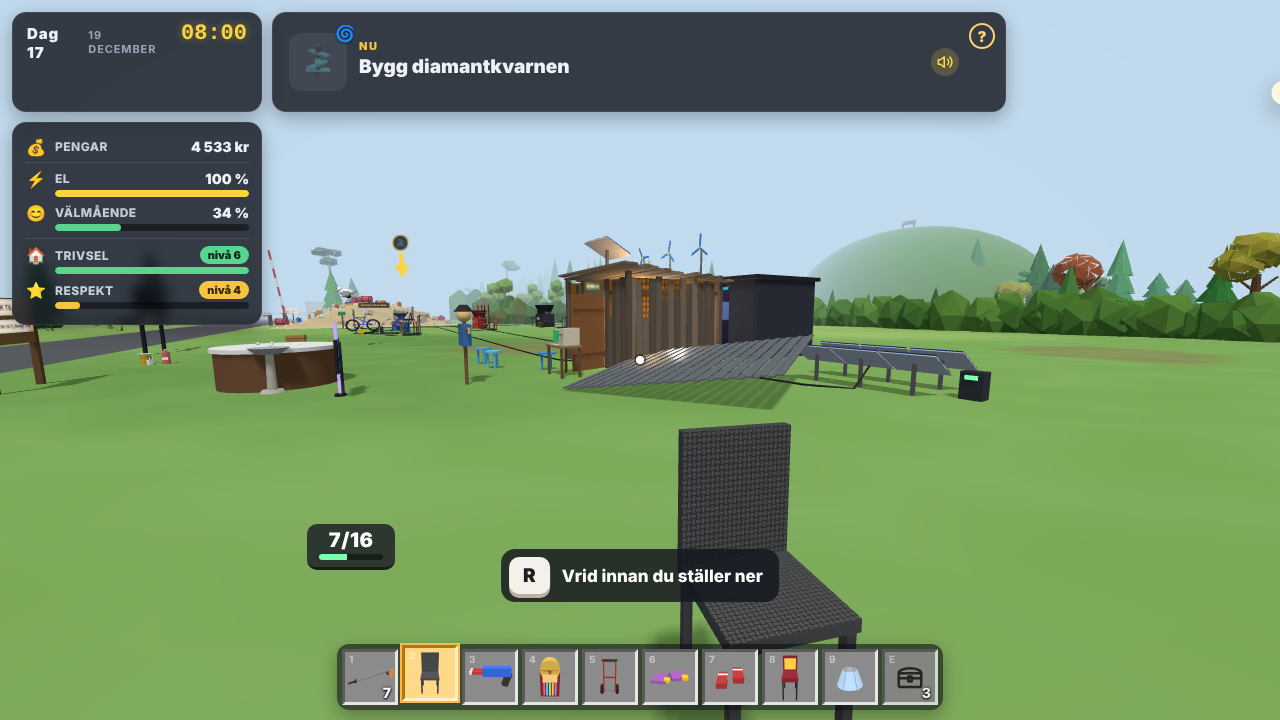 Dag
17
19
DECEMBER
08:00
NU
Bygg diamantkvarnen
?
PENGAR 4 533 kr
EL 100 %
VÄLMÅENDE 34 %
TRIVSEL nivå 6
RESPEKT nivå 4
7/16
R Vrid innan du ställer ner
1 2 3 4 5 6 7 8 9 E
7 3